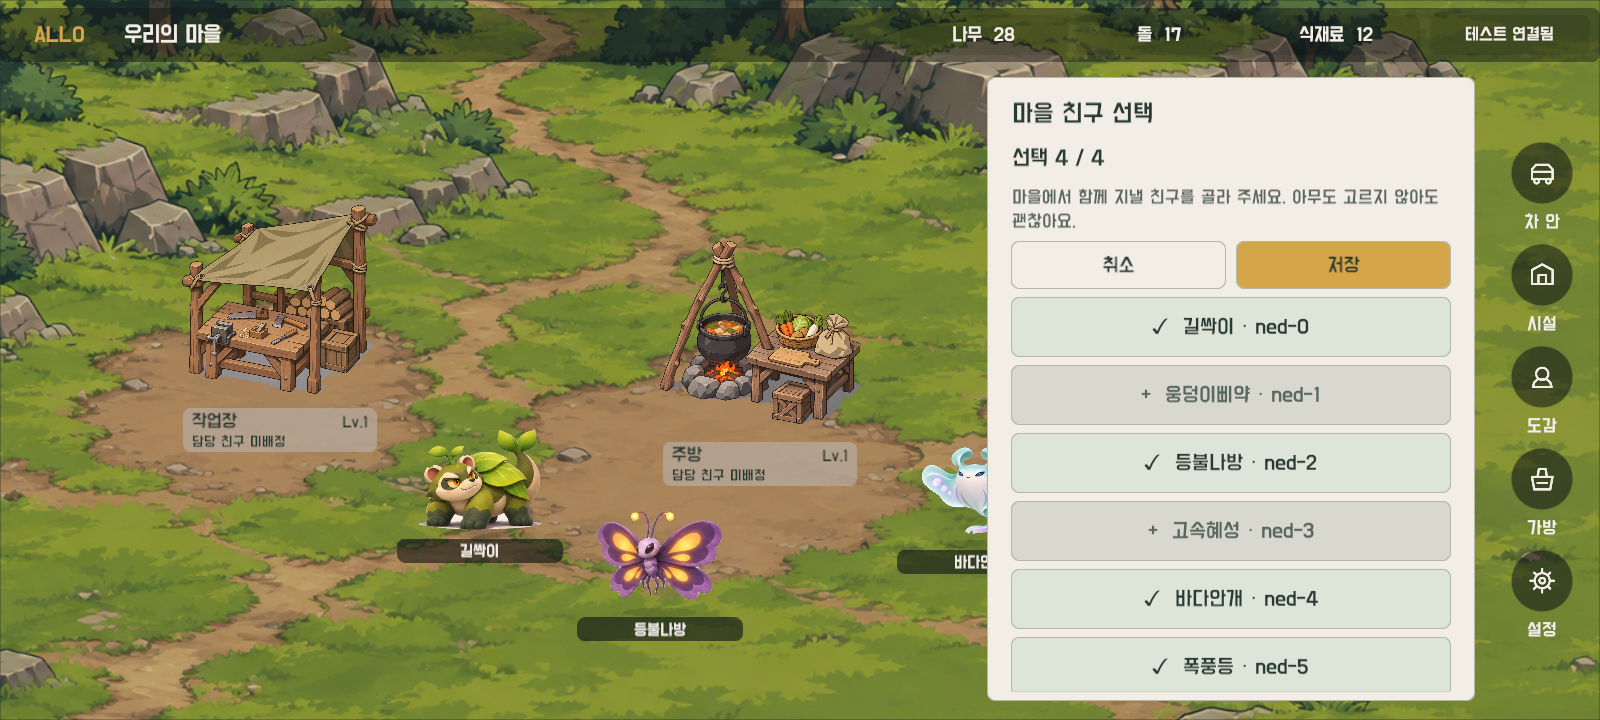 ALLO 우리의 마을 나무 28 돌 17 식재료 12 테스트 연결됨
마을 친구 선택
선택 4 / 4
마을에서 함께 지낼 친구를 골라 주세요. 아무도 고르지 않아도
괜찮아요.
취소 저장
✓ 길싹이 · ned-0
+ 웅덩이삐약 · ned-1
✓ 등불나방 · ned-2
+ 고속혜성 · ned-3
✓ 바다안개 · ned-4
✓ 폭풍등 · ned-5
차 안
시설
도감
가방
설정
작업장 Lv.1
담당 친구 미배정
주방 Lv.1
담당 친구 미배정
길싹이
등불나방
바다안